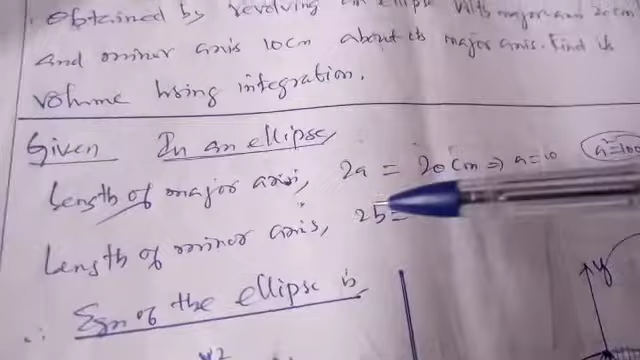 Obtained by revolving an ellipse with major axis 20cm
and minor axis 10cm about its major axis. Find its
volume using integration.
Given In an ellipse,
Length of major axis, 2a = 20cm ⇒ a=10 a²=100
Length of minor axis, 2b=
∴ Eqn of the ellipse is
y